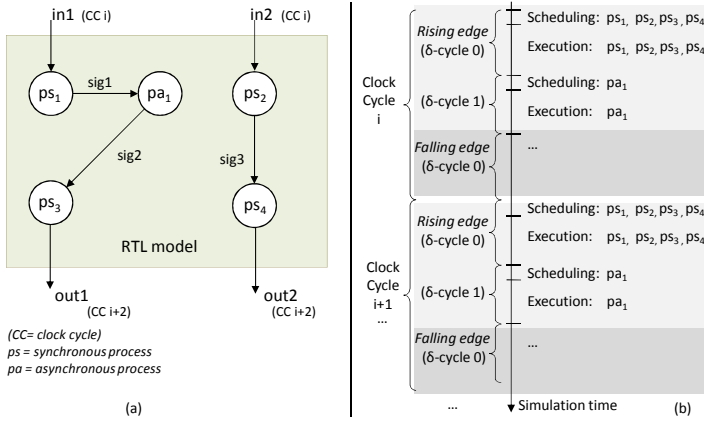 in1 (CC i)
in2 (CC i)
ps1
sig1
pa1
ps2
sig2
sig3
ps3
ps4
RTL model
out1
(CC i+2)
out2
(CC i+2)
(CC= clock cycle)
ps = synchronous process
pa = asynchronous process
(a)
Clock
Cycle
i
Rising edge
(δ-cycle 0)
Scheduling: ps1, ps2, ps3, ps4
Execution: ps1, ps2, ps3, ps4
(δ-cycle 1)
Scheduling: pa1
Execution: pa1
Falling edge
(δ-cycle 0)
...
Clock
Cycle
i+1
...
Rising edge
(δ-cycle 0)
Scheduling: ps1, ps2, ps3, ps4
Execution: ps1, ps2, ps3, ps4
(δ-cycle 1)
Scheduling: pa1
Execution: pa1
Falling edge
(δ-cycle 0)
...
...
Simulation time
(b)